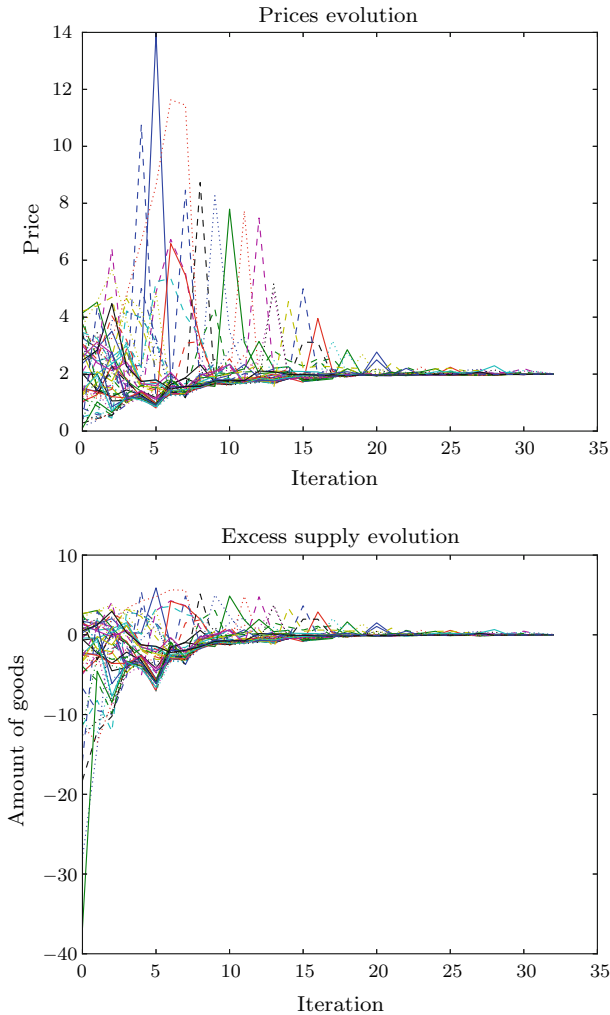 Prices evolution
14
12
10
8
6
4
2
0
Price
0 5 10 15 20 25 30 35
Iteration
Excess supply evolution
10
0
−10
−20
−30
−40
Amount of goods
0 5 10 15 20 25 30 35
Iteration